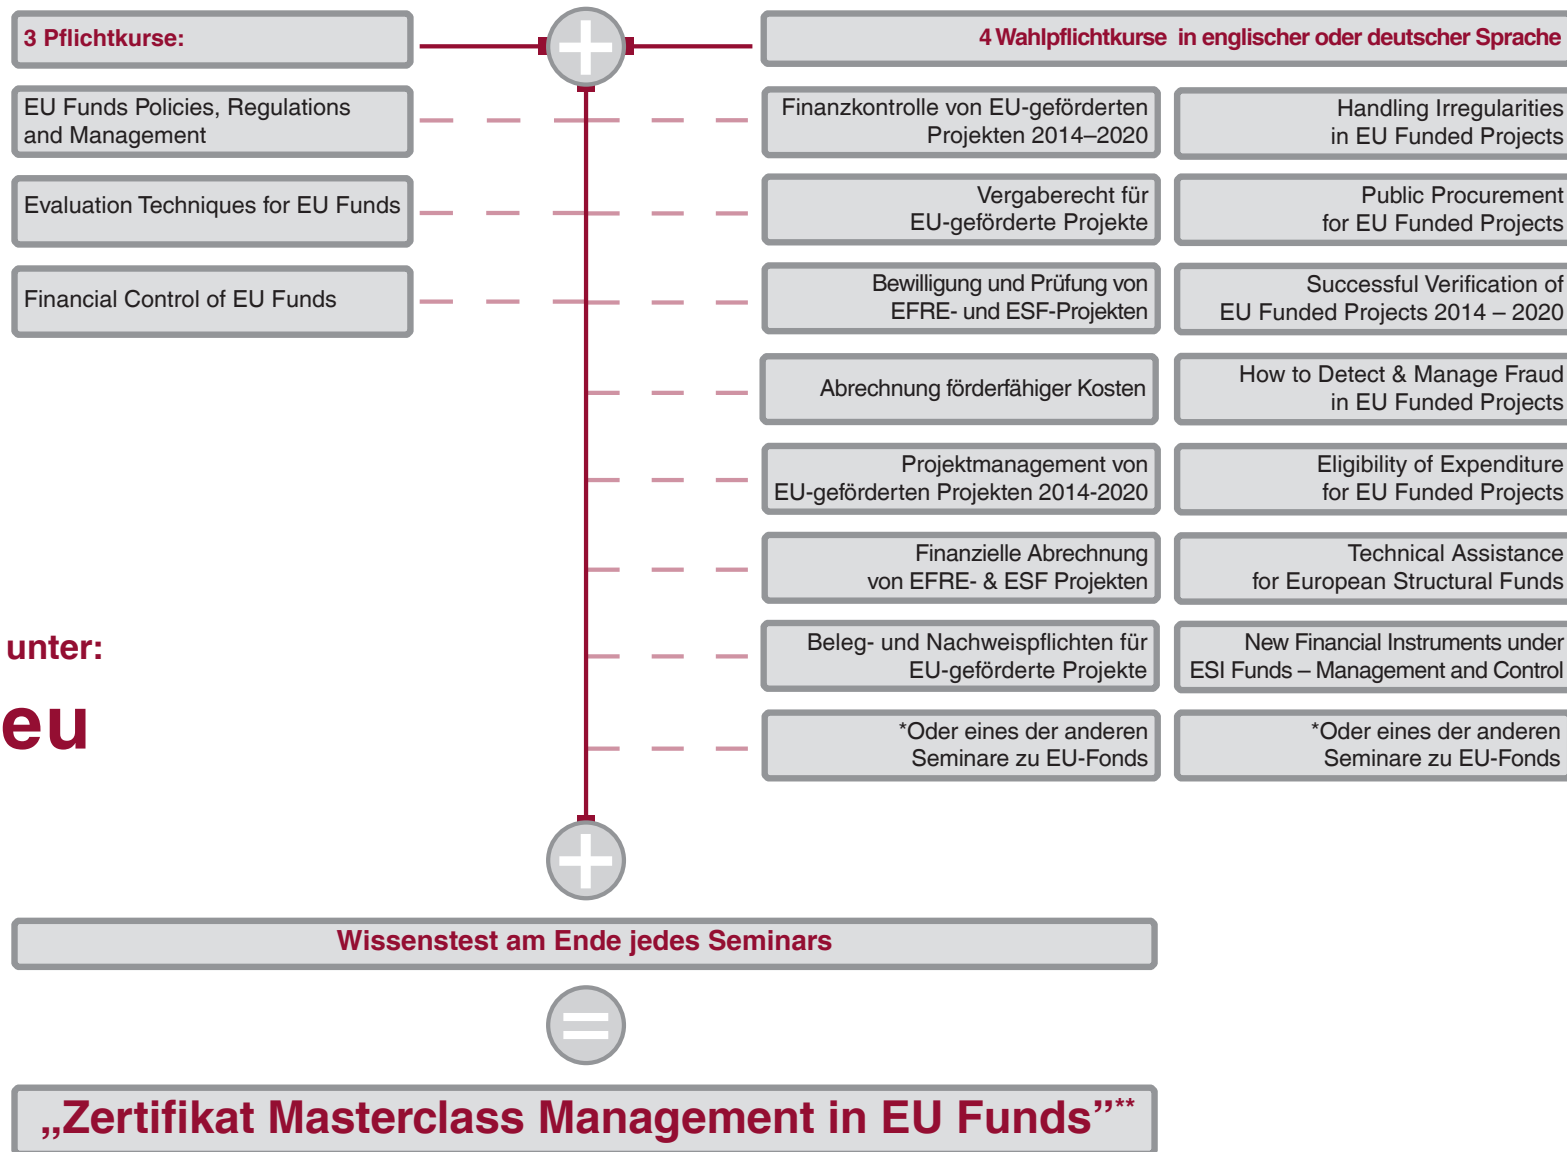 3 Pflichtkurse:
EU Funds Policies, Regulations
and Management
Evaluation Techniques for EU Funds
Financial Control of EU Funds
4 Wahlpflichtkurse in englischer oder deutscher Sprache
Finanzkontrolle von EU-geförderten
Projekten 2014–2020
Vergaberecht für
EU-geförderte Projekte
Bewilligung und Prüfung von
EFRE- und ESF-Projekten
Abrechnung förderfähiger Kosten
Projektmanagement von
EU-geförderten Projekten 2014-2020
Finanzielle Abrechnung
von EFRE- & ESF Projekten
Beleg- und Nachweispflichten für
EU-geförderte Projekte
*Oder eines der anderen
Seminare zu EU-Fonds
Handling Irregularities
in EU Funded Projects
Public Procurement
for EU Funded Projects
Successful Verification of
EU Funded Projects 2014 – 2020
How to Detect & Manage Fraud
in EU Funded Projects
Eligibility of Expenditure
for EU Funded Projects
Technical Assistance
for European Structural Funds
New Financial Instruments under
ESI Funds – Management and Control
*Oder eines der anderen
Seminare zu EU-Fonds
unter:
eu
Wissenstest am Ende jedes Seminars
„Zertifikat Masterclass Management in EU Funds”**